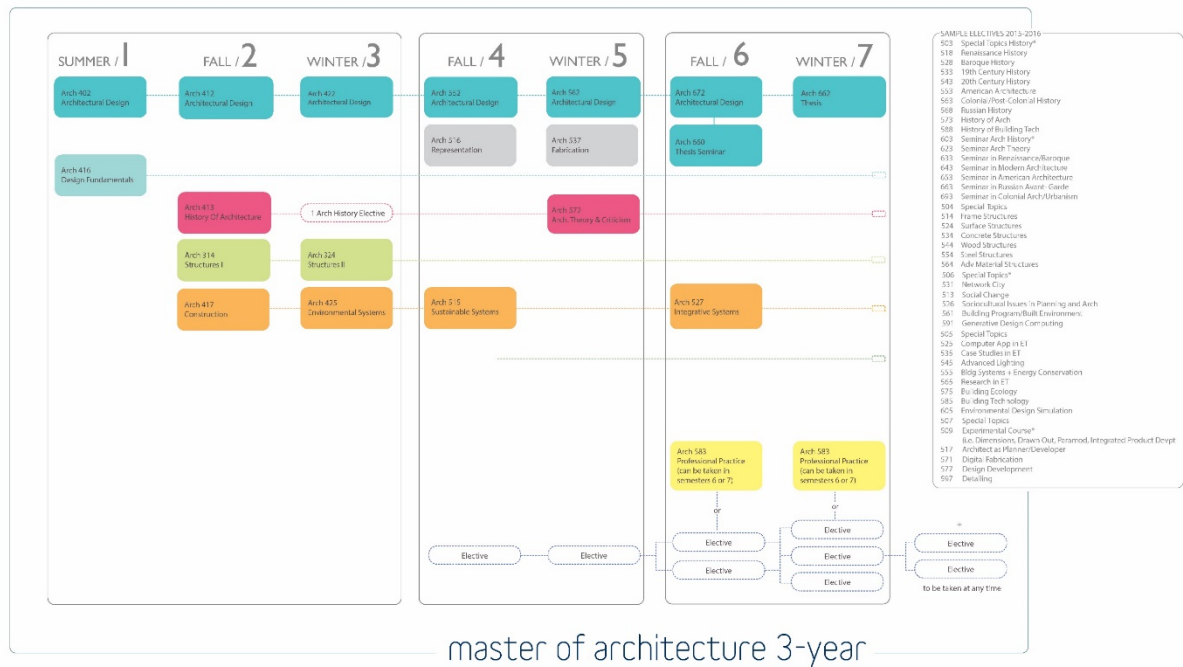 SUMMER / 1
FALL / 2
WINTER / 3
FALL / 4
WINTER / 5
FALL / 6
WINTER / 7
Arch 402
Architectural Design
Arch 412
Architectural Design
Arch 422
Architectural Design
Arch 552
Architectural Design
Arch 562
Architectural Design
Arch 672
Architectural Design
Arch 662
Thesis
Arch 516
Representation
Arch 537
Fabrication
Arch 660
Thesis Seminar
Arch 416
Design Fundamentals
Arch 413
History Of Architecture
1 Arch History Elective
Arch 572
Arch. Theory & Criticism
Arch 314
Structures I
Arch 324
Structures II
Arch 417
Construction
Arch 425
Environmental Systems
Arch 515
Sustainable Systems
Arch 527
Integrative Systems
Arch 583
Professional Practice
(can be taken in
semesters 6 or 7)
Arch 583
Professional Practice
(can be taken in
semesters 6 or 7)
or
or
Elective
Elective
Elective
Elective
Elective
Elective
Elective
+
Elective
Elective
to be taken at any time
SAMPLE ELECTIVES 2015-2016
503 Special Topics History*
518 Renaissance History
528 Baroque History
533 19th Century History
543 20th Century History
553 American Architecture
563 Colonial/Post-Colonial History
568 Russian History
573 History of Arch
588 History of Building Tech
603 Seminar Arch History*
623 Seminar Arch Theory
633 Seminar in Renaissance/Baroque
643 Seminar in Modern Architecture
653 Seminar in American Architecture
663 Seminar in Russian Avant-Garde
693 Seminar in Colonial Arch/Urbanism
504 Special Topics
514 Frame Structures
524 Surface Structures
534 Concrete Structures
544 Wood Structures
554 Steel Structures
564 Adv Material Structures
506 Special Topics*
531 Network City
513 Social Change
526 Sociocultural Issues in Planning and Arch
561 Building Program/Built Environment
591 Generative Design Computing
505 Special Topics
525 Computer App in ET
535 Case Studies in ET
545 Advanced Lighting
555 Bldg Systems + Energy Conservation
565 Research in ET
575 Building Ecology
585 Building Technology
605 Environmental Design Simulation
507 Special Topics
509 Experimental Course*
(i.e. Dimensions, Drawn Out, Paramod, Integrated Product Devpt
517 Architect as Planner/Developer
571 Digital Fabrication
577 Design Development
597 Detailing
master of architecture 3-year